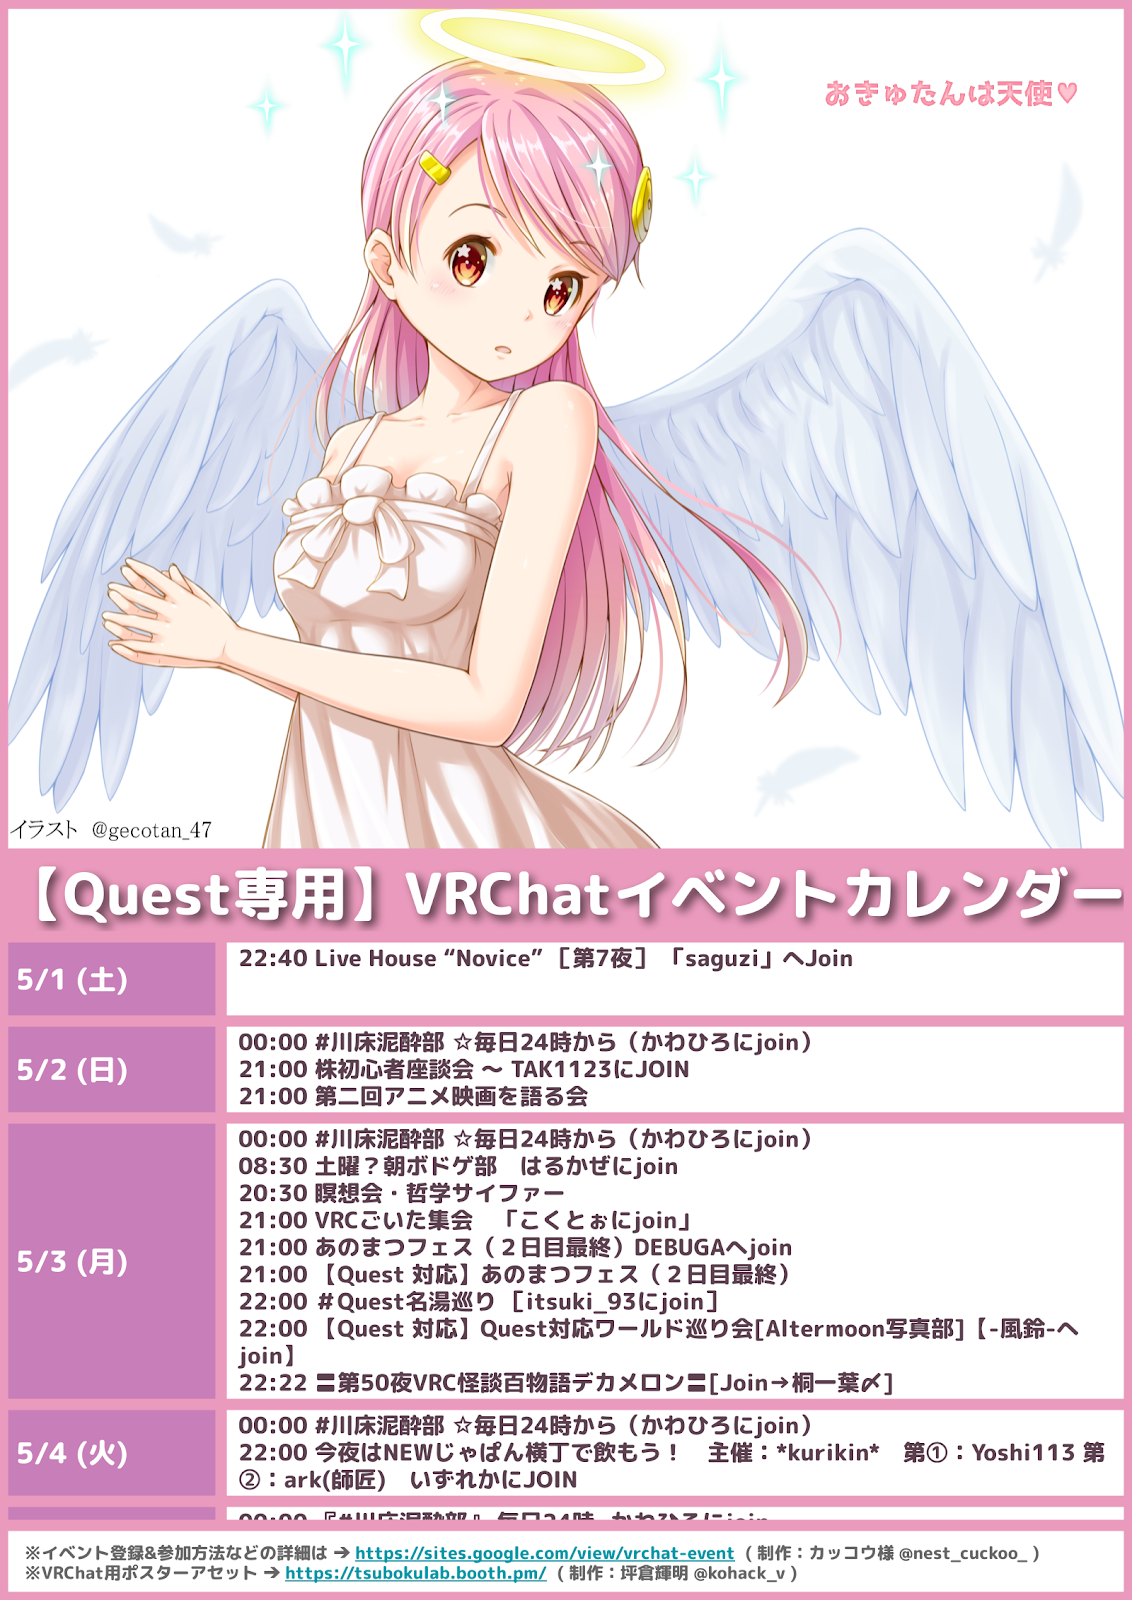 おきゅたんは天使♥
イラスト @gecotan_47
【Quest専用】VRChatイベントカレンダー
5/1 (土)
22:40 Live House “Novice” ［第7夜］ 「saguzi」へJoin
5/2 (日)
00:00 #川床泥酔部 ☆毎日24時から（かわひろにjoin）
21:00 株初心者座談会 ～ TAK1123にJOIN
21:00 第二回アニメ映画を語る会
5/3 (月)
00:00 #川床泥酔部 ☆毎日24時から（かわひろにjoin）
08:30 土曜？朝ボドゲ部　はるかぜにjoin
20:30 瞑想会・哲学サイファー
21:00 VRCごいた集会　「こくとぉにjoin」
21:00 あのまつフェス（２日目最終）DEBUGAへjoin
21:00 【Quest 対応】あのまつフェス（２日目最終）
22:00 ＃Quest名湯巡り ［itsuki_93にjoin］
22:00 【Quest 対応】Quest対応ワールド巡り会[Altermoon写真部]【-風鈴-へ
join】
22:22 〓第50夜VRC怪談百物語デカメロン〓[Join→桐一葉〆]
5/4 (火)
00:00 #川床泥酔部 ☆毎日24時から（かわひろにjoin）
22:00 今夜はNEWじゃぱん横丁で飲もう！　主催：*kurikin*　第①：Yoshi113 第
②：ark(師匠)　いずれかにJOIN
00:00 『#川床泥酔部』 毎日24時- かわひろにjoin
※イベント登録&参加方法などの詳細は ➔ https://sites.google.com/view/vrchat-event （ 制作：カッコウ様 @nest_cuckoo_ ）
※VRChat用ポスターアセット ➔ https://tsubokulab.booth.pm/ （ 制作：坪倉輝明 @kohack_v ）